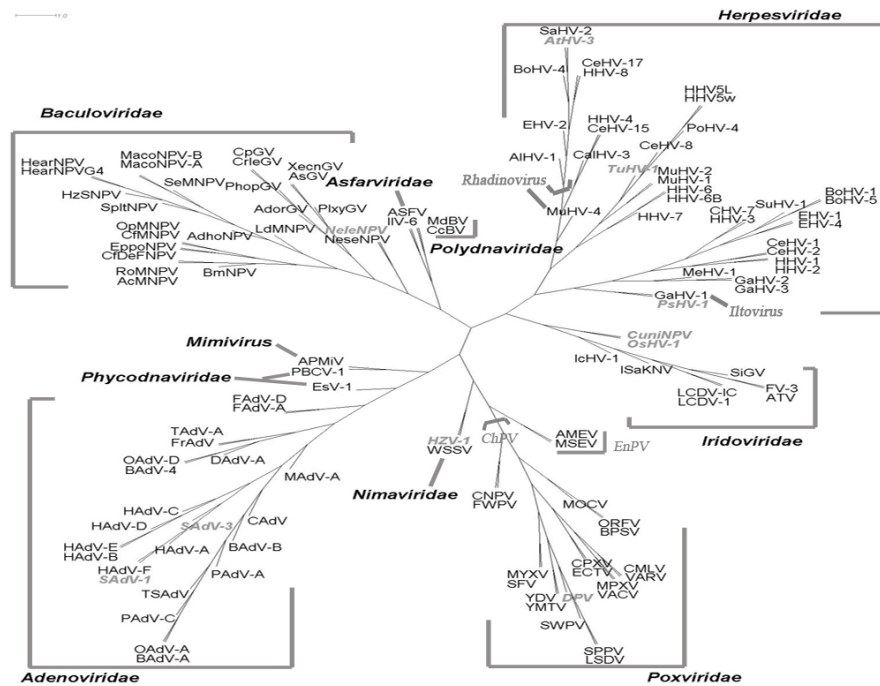 Herpesviridae
SaHV-2
AtHV-3
CeHV-17
HHV-8
BoHV-4
HHV5L
HHV5w
EHV-2
HHV-4
CeHV-15
PoHV-4
CeHV-8
AlHV-1
CalHV-3
TuHV-1
MuHV-2
MuHV-1
HHV-6
HHV-6B
Rhadinovirus
MuHV-4
HHV-7
SuHV-1
CHV-7
HHV-3
BoHV-1
BoHV-5
EHV-1
EHV-4
CeHV-1
CeHV-2
HHV-1
HHV-2
MeHV-1
GaHV-2
GaHV-3
GaHV-1
PsHV-1
Iltovirus
Baculoviridae
HearNPV
HearNPVG4
MacoNPV-B
MacoNPV-A
CpGV
CrleGV
XecnGV
AsGV
HzSNPV
SeMNPV
PhopGV
SpltNPV
AdorGV
PlxyGV
OpMNPV
CfMNPV
AdhoNPV
LdMNPV
NeleNPV
NeseNPV
EppoNPV
CfDeFNPV
RoMNPV
AcMNPV
BmNPV
Asfarviridae
ASFV
IIV-6
MdBV
CcBV
Polydnaviridae
CuniNPV
OsHV-1
IcHV-1
ISaKNV
SiGV
LCDV-IC
LCDV-1
FV-3
ATV
Iridoviridae
Mimivirus
APMiV
PBCV-1
Phycodnaviridae
EsV-1
FAdV-D
FAdV-A
TAdV-A
FrAdV
OAdV-D
BAdV-4
DAdV-A
MAdV-A
HAdV-C
HAdV-D
SAdV-3
CAdV
HAdV-E
HAdV-B
HAdV-A
BAdV-B
HAdV-F
SAdV-1
PAdV-A
TSAdV
PAdV-C
OAdV-A
BAdV-A
Adenoviridae
HZV-1
WSSV
Nimaviridae
ChPV
AMEV
MSEV
EnPV
CNPV
FWPV
MOCV
ORFV
BPSV
MYXV
SFV
CPXV
ECTV
CMLV
VARV
MPXV
VACV
YDV
YMTV
DPV
SWPV
SPPV
LSDV
Poxviridae